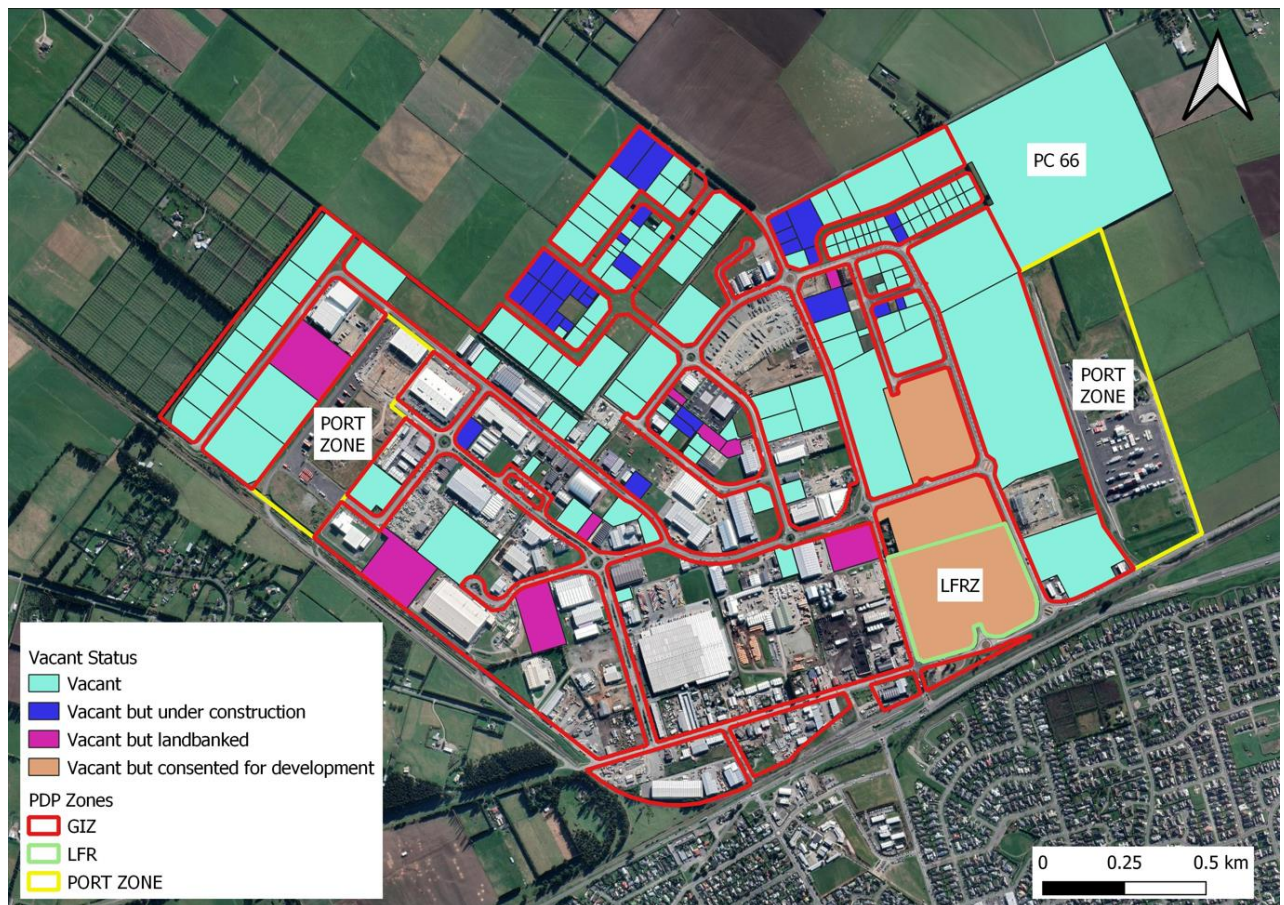 PC 66
PORT
ZONE
PORT
ZONE
LFRZ
Vacant Status
Vacant
Vacant but under construction
Vacant but landbanked
Vacant but consented for development
PDP Zones
GIZ
LFR
PORT ZONE
0 0.25 0.5 km